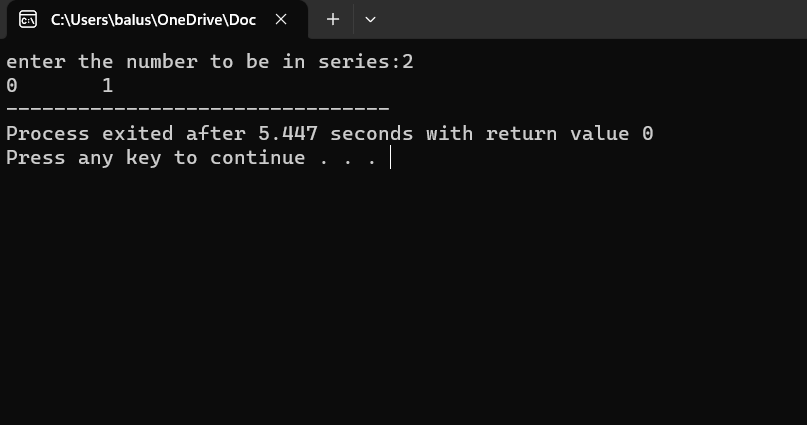 C:\Users\balus\OneDrive\Doc
enter the number to be in series:2
0       1
--------------------------------
Process exited after 5.447 seconds with return value 0
Press any key to continue . . .